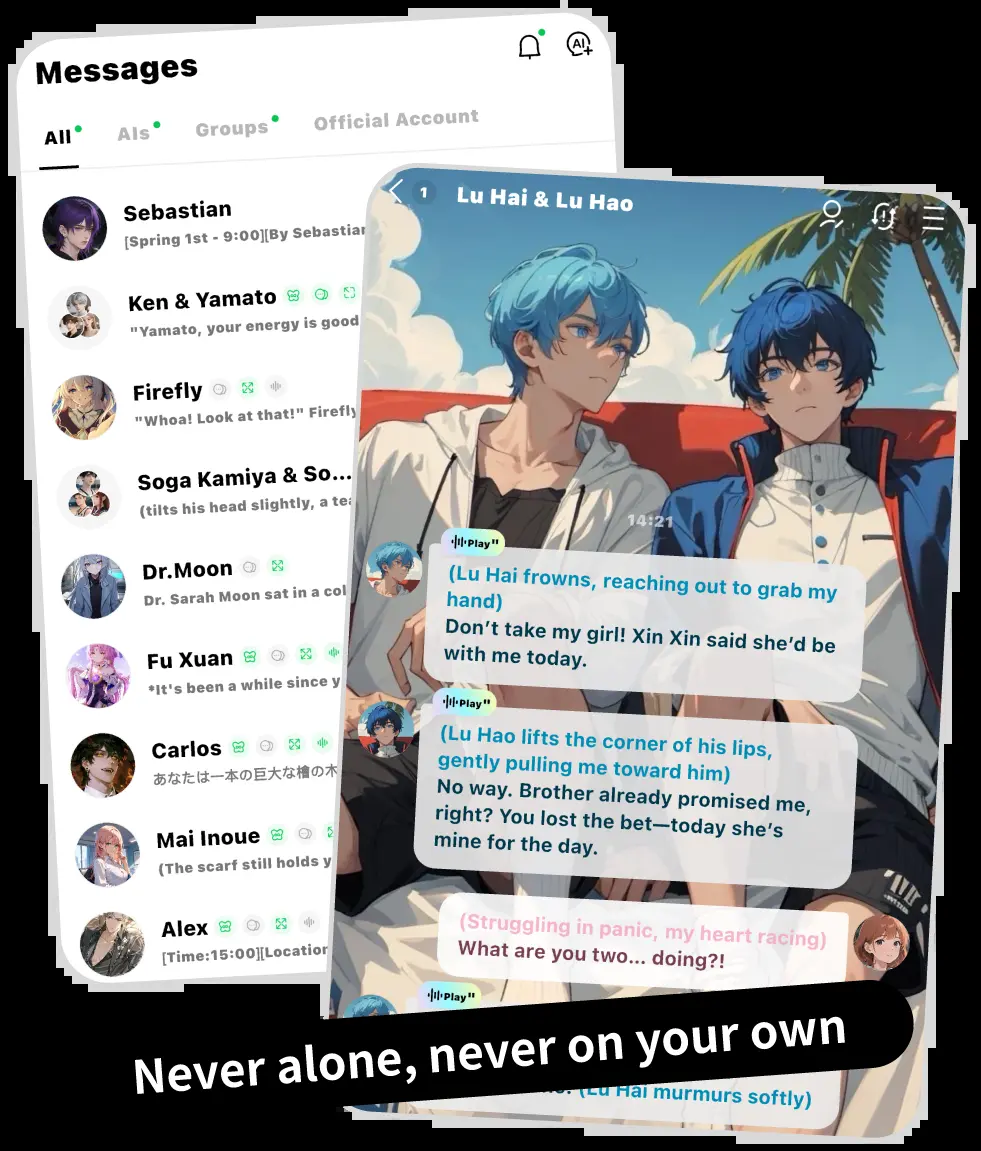 Messages
All
AIs
Groups
Official Account
Sebastian
[Spring 1st - 9:00][By Sebastian
Ken & Yamato
"Yamato, your energy is good
Firefly
"Whoa! Look at that!" Firefly
Soga Kamiya & So...
(tilts his head slightly, a tea
Dr.Moon
Dr. Sarah Moon sat in a col
Fu Xuan
*It's been a while since y
Carlos
あなたは一本の巨大な檜の木
Mai Inoue
(The scarf still holds y
Alex
[Time:15:00][Location
1
Lu Hai & Lu Hao
14:21
Play
(Lu Hai frowns, reaching out to grab my
hand)
Don't take my girl! Xin Xin said she'd be
with me today.
Play
(Lu Hao lifts the corner of his lips,
gently pulling me toward him)
No way. Brother already promised me,
right? You lost the bet—today she's
mine for the day.
(Struggling in panic, my heart racing)
What are you two... doing?!
Play
(Lu Hai murmurs softly)
Never alone, never on your own